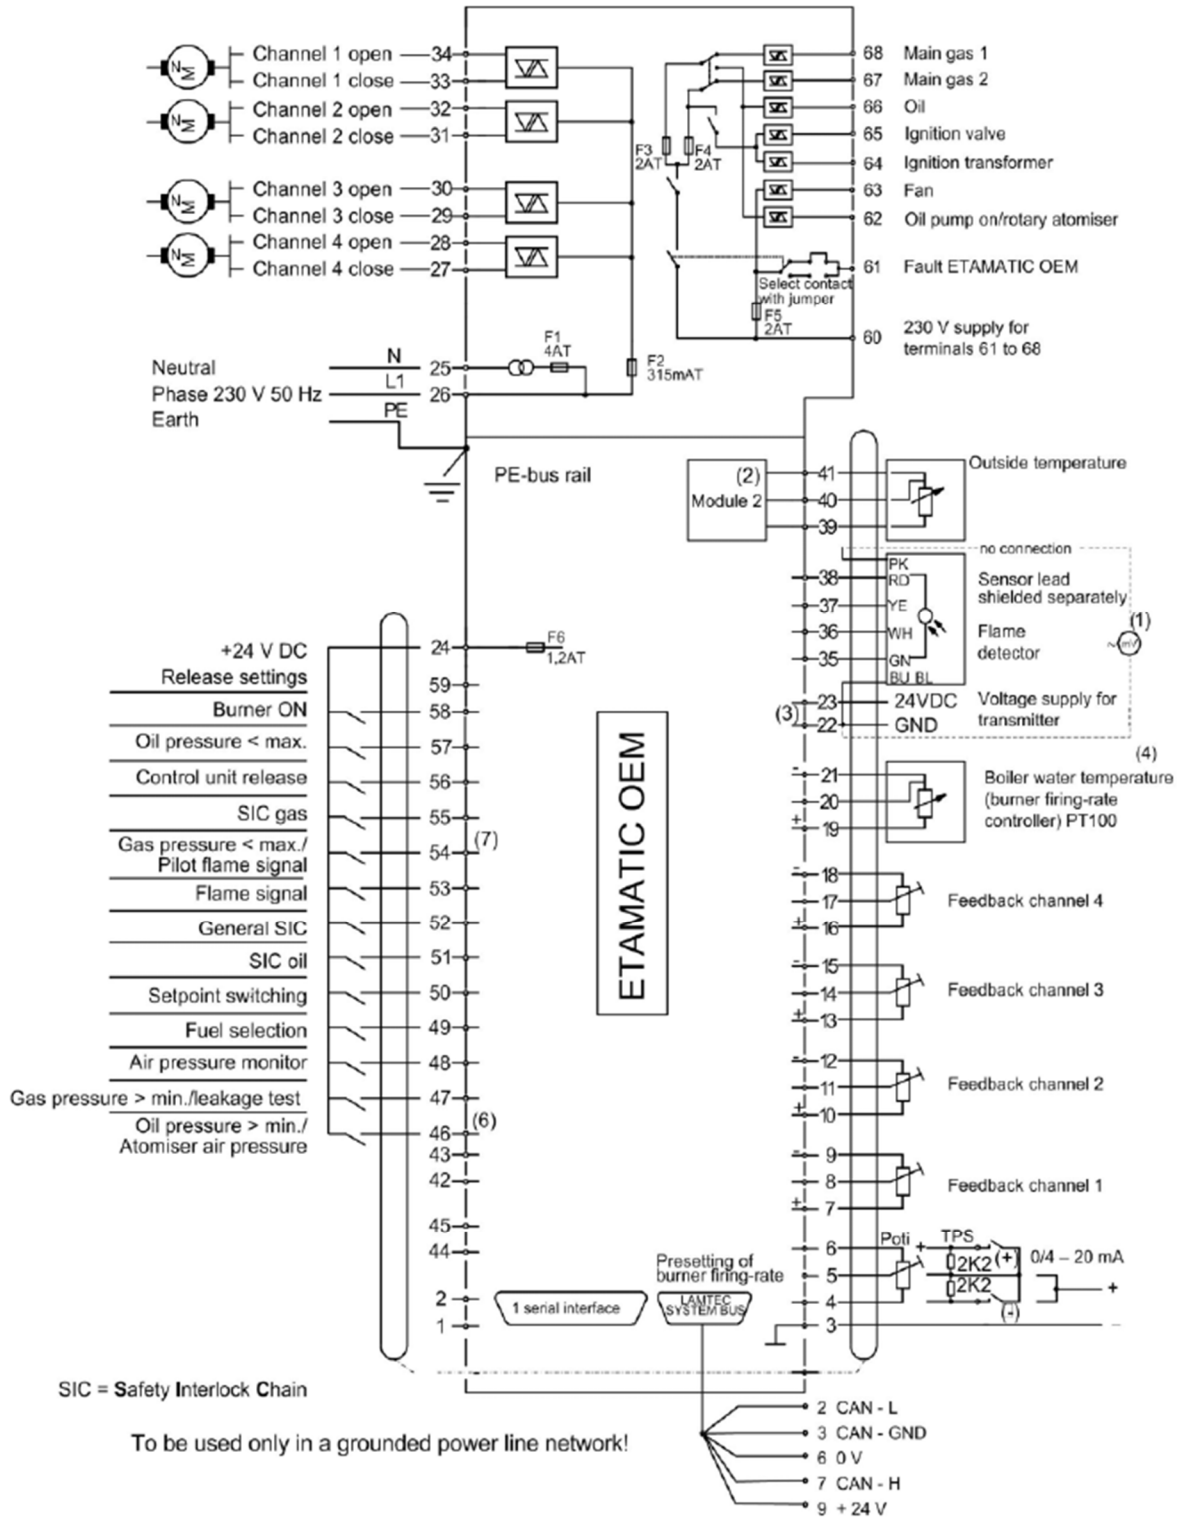 Channel 1 open 34
Channel 1 close 33
Channel 2 open 32
Channel 2 close 31
Channel 3 open 30
Channel 3 close 29
Channel 4 open 28
Channel 4 close 27
N
M
N
M
N
M
N
M
68 Main gas 1
67 Main gas 2
66 Oil
65 Ignition valve
64 Ignition transformer
63 Fan
62 Oil pump on/rotary atomiser
61 Fault ETAMATIC OEM
60 230 V supply for
terminals 61 to 68
F3
2AT
F4
2AT
Select contact
with jumper
F5
2AT
F1
4AT
F2
315mAT
Neutral N 25
Phase 230 V 50 Hz L1 26
Earth PE
PE-bus rail
(2)
Module 2
41
40
39
Outside temperature
no connection
PK
38 RD
37 YE
36 WH
35 GN
BU BL
Sensor lead
shielded separately
Flame
detector
(1)
~ mV
(3)
23 24VDC
22 GND
Voltage supply for
transmitter
(4)
- 21
20
+ 19
Boiler water temperature
(burner firing-rate
controller) PT100
- 18
17
+ 16
Feedback channel 4
- 15
14
+ 13
Feedback channel 3
- 12
11
+ 10
Feedback channel 2
- 9
8
+ 7
Feedback channel 1
6
5
4
3
Poti + TPS
2K2 (+)
2K2
(-)
0/4 – 20 mA
+
–
+24 V DC 24
F6
1,2AT
Release settings 59
Burner ON 58
Oil pressure < max. 57
Control unit release 56
SIC gas 55
Gas pressure < max./
Pilot flame signal 54 (7)
Flame signal 53
General SIC 52
SIC oil 51
Setpoint switching 50
Fuel selection 49
Air pressure monitor 48
Gas pressure > min./leakage test 47
Oil pressure > min./
Atomiser air pressure 46 (6)
43
42
45
44
2
1
ETAMATIC OEM
1 serial interface
Presetting of
burner firing-rate
LAMTEC
SYSTEM BUS
SIC = Safety Interlock Chain
To be used only in a grounded power line network!
2 CAN - L
3 CAN - GND
6 0 V
7 CAN - H
9 + 24 V